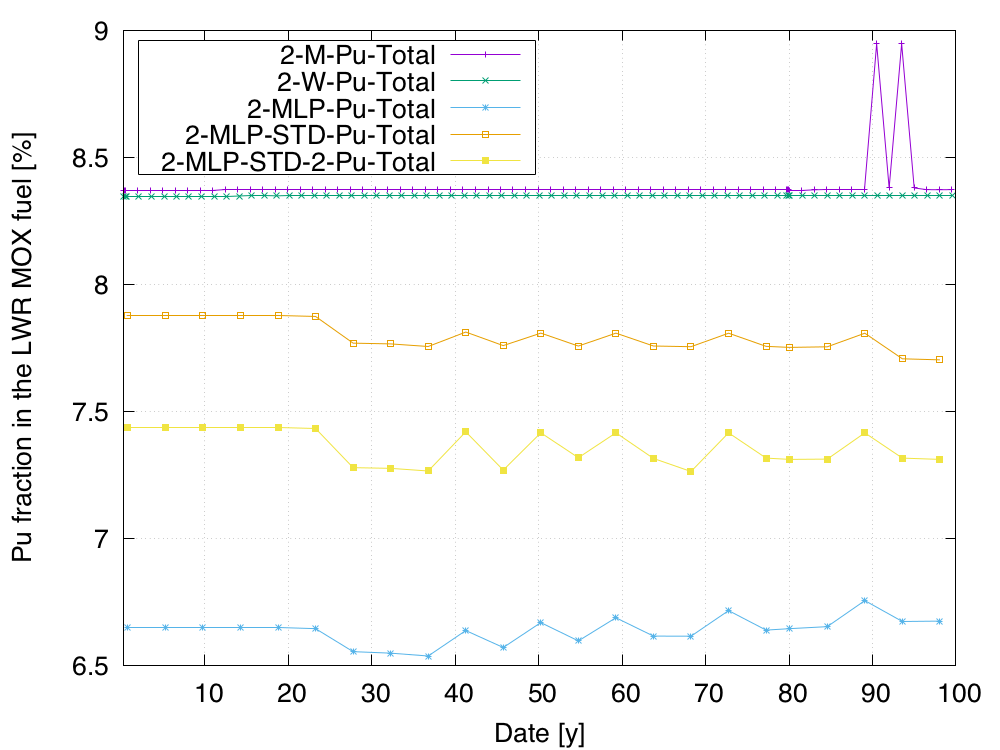 9
8.5
8
7.5
7
6.5
Pu fraction in the LWR MOX fuel [%]
2-M-Pu-Total
2-W-Pu-Total
2-MLP-Pu-Total
2-MLP-STD-Pu-Total
2-MLP-STD-2-Pu-Total
10 20 30 40 50 60 70 80 90 100
Date [y]